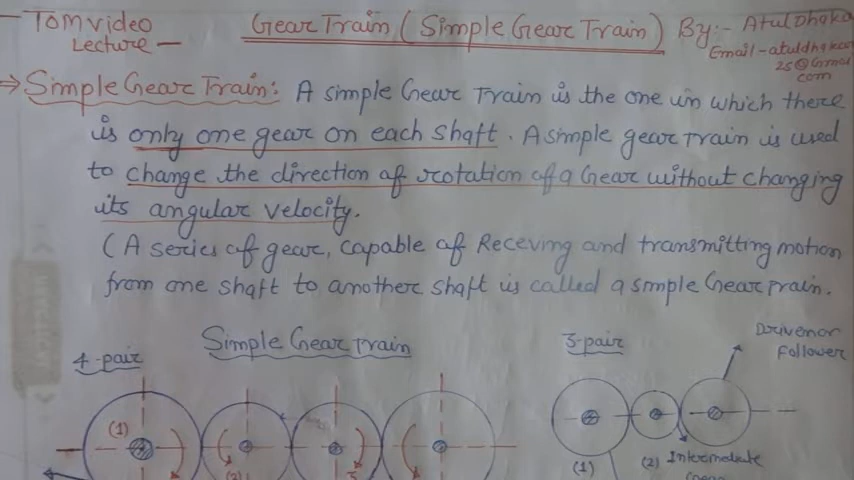 - Tom video Lecture -
Gear Train (Simple Gear Train)
By:- Atul Dhaka
Email-atuldhakar
25@Gmai
com
→ Simple Gear Train: A simple Gear Train is the one in which there
is only one gear on each shaft. A simple gear train is used
to change the direction of rotation of a Gear without changing
its angular velocity.
(A series of gear, capable of Receving and transmitting motion
from one shaft to another shaft is called a simple Gear train.
Simple Gear Train
4-pair
3-pair
Driven or
Follower
(1)
(2)
(1)
(2) Intermediate